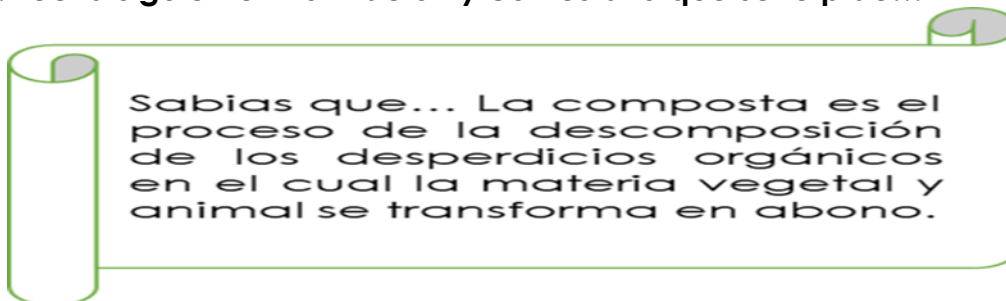 y
Sabias que... La composta es el
proceso de la descomposición
de los desperdicios orgánicos
en el cual la materia vegetal y
animal se transforma en abono.